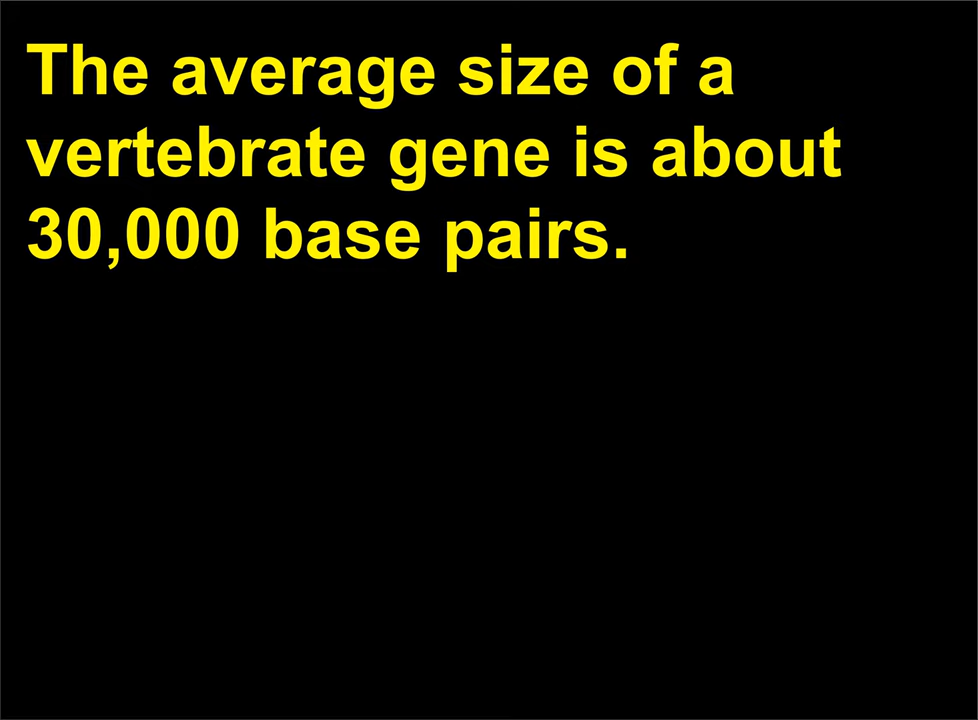 The average size of a
vertebrate gene is about
30,000 base pairs.